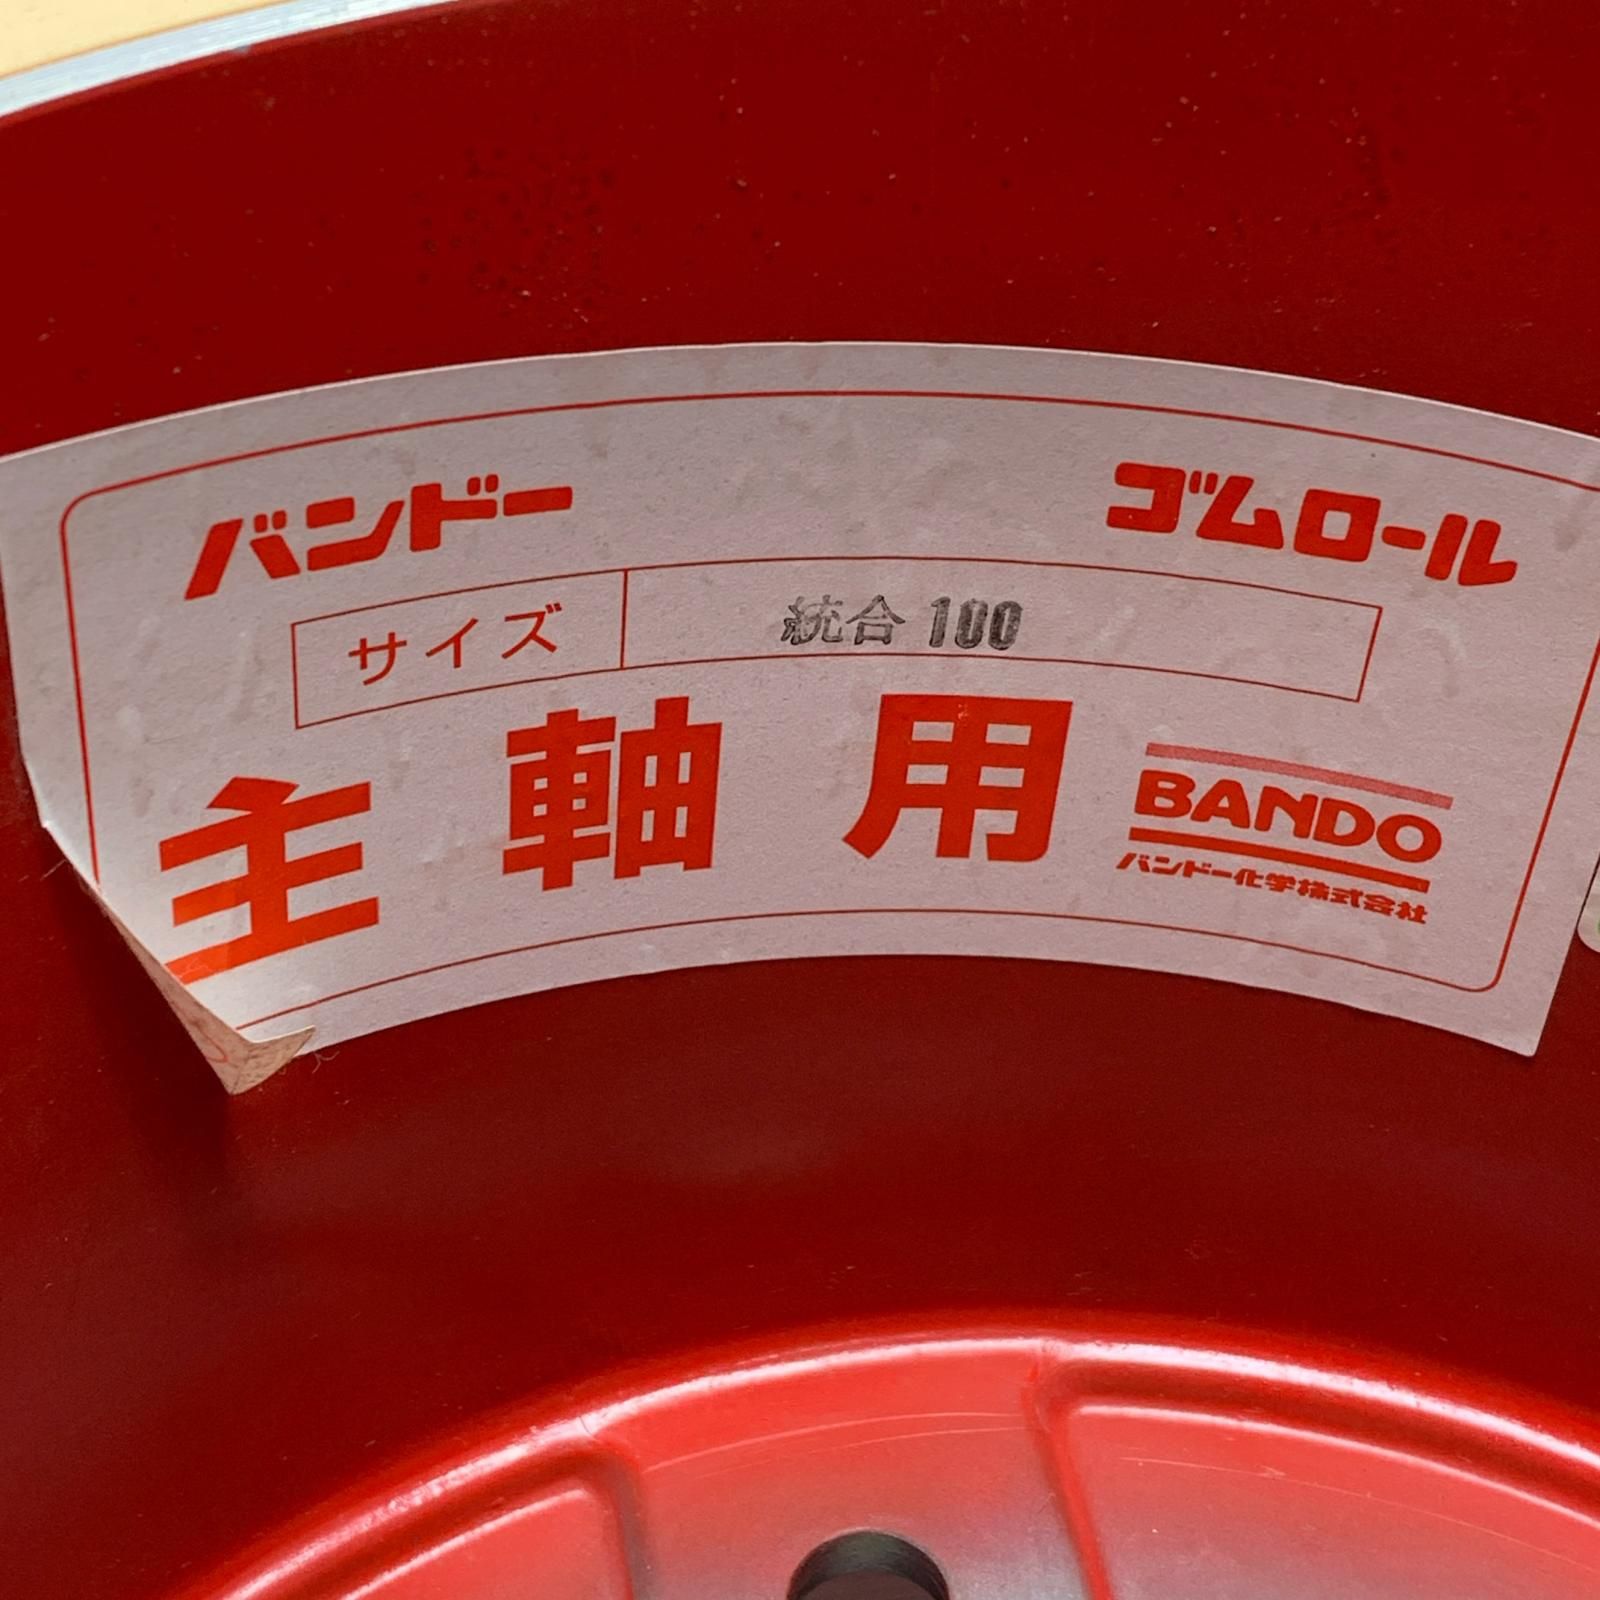 バンドー ゴムロール
サイズ 統合 100
主軸用
BANDO
バンドー化学株式会社